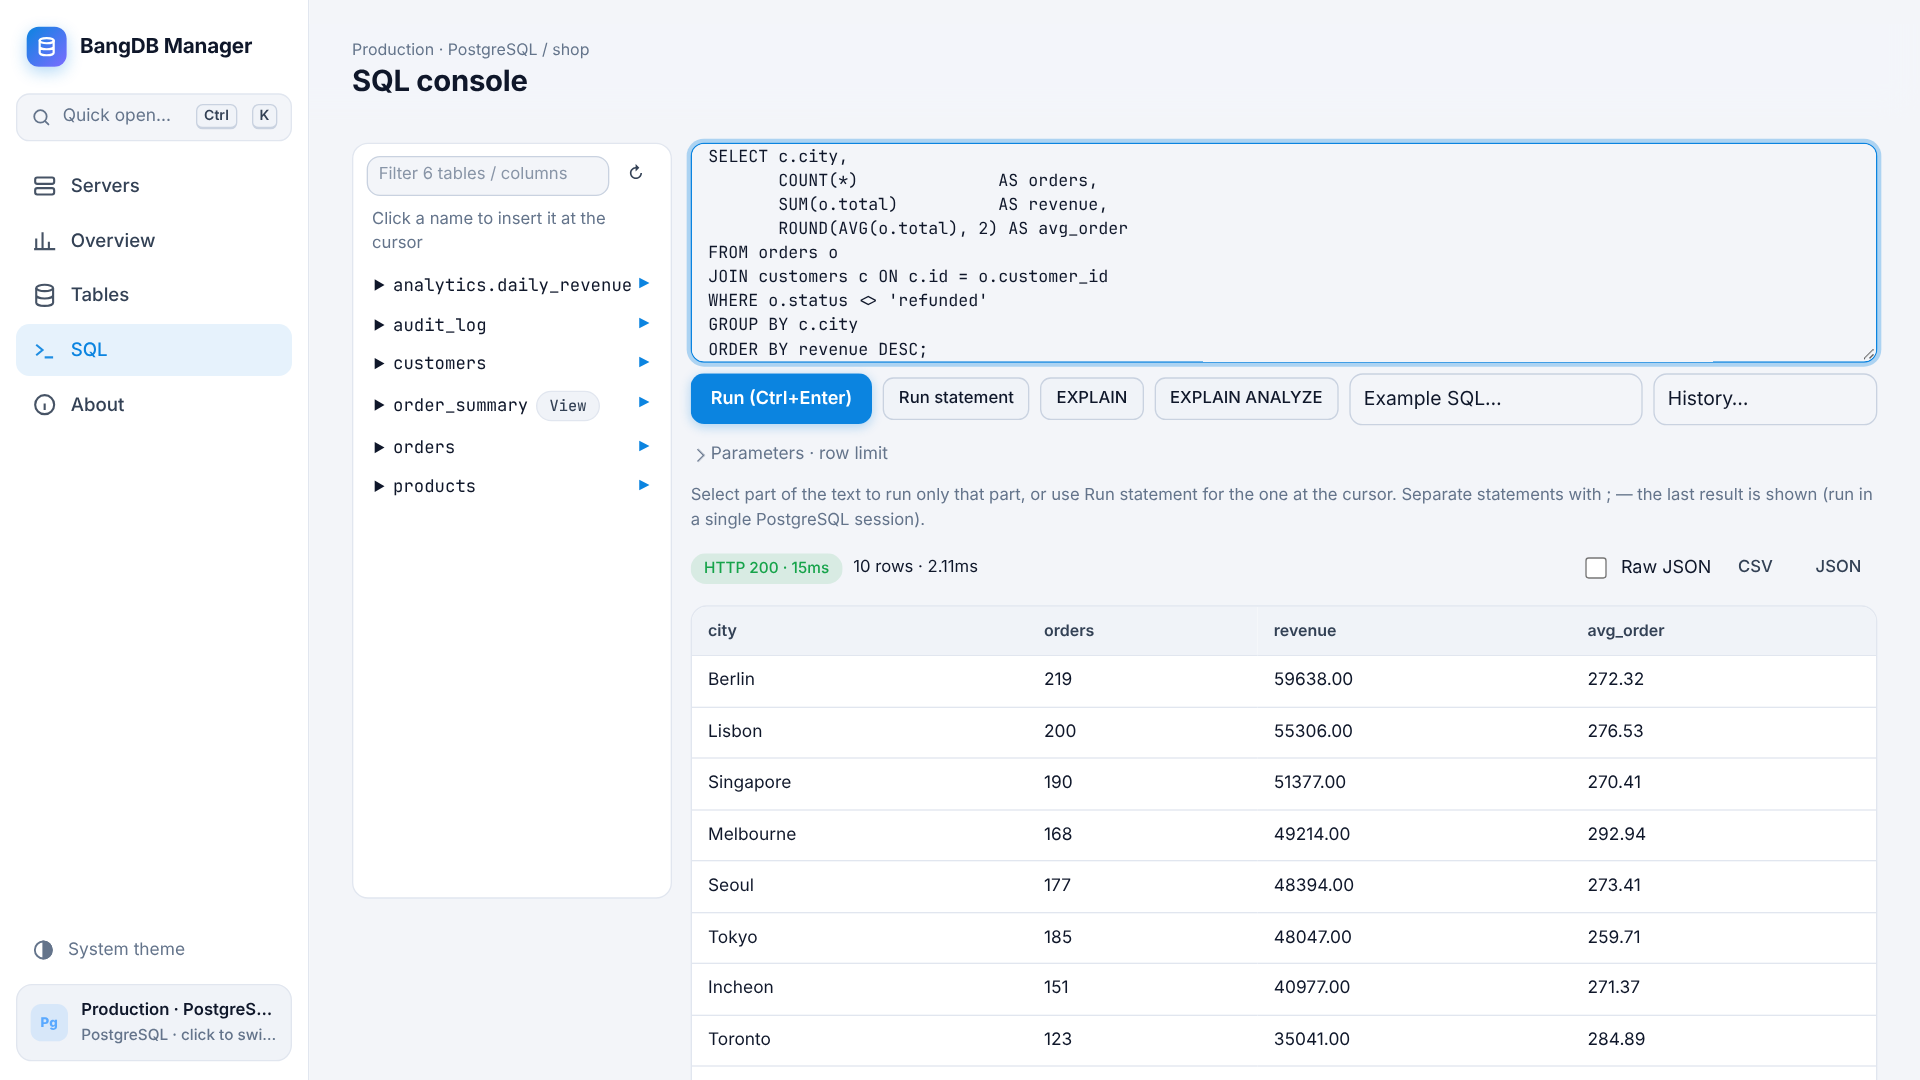 BangDB Manager
Quick open... Ctrl K
Servers
Overview
Tables
SQL
About
System theme
Pg
Production · PostgreS...
PostgreSQL · click to swi...
Production · PostgreSQL / shop
SQL console
Filter 6 tables / columns
Click a name to insert it at the
cursor
analytics.daily_revenue
audit_log
customers
order_summary View
orders
products
SELECT c.city,
COUNT(*) AS orders,
SUM(o.total) AS revenue,
ROUND(AVG(o.total), 2) AS avg_order
FROM orders o
JOIN customers c ON c.id = o.customer_id
WHERE o.status <> 'refunded'
GROUP BY c.city
ORDER BY revenue DESC;
Run (Ctrl+Enter) Run statement EXPLAIN EXPLAIN ANALYZE Example SQL... History...
Parameters · row limit
Select part of the text to run only that part, or use Run statement for the one at the cursor. Separate statements with ; — the last result is shown (run in
a single PostgreSQL session).
HTTP 200 · 15ms 10 rows · 2.11ms Raw JSON CSV JSON
city orders revenue avg_order
Berlin 219 59638.00 272.32
Lisbon 200 55306.00 276.53
Singapore 190 51377.00 270.41
Melbourne 168 49214.00 292.94
Seoul 177 48394.00 273.41
Tokyo 185 48047.00 259.71
Incheon 151 40977.00 271.37
Toronto 123 35041.00 284.89